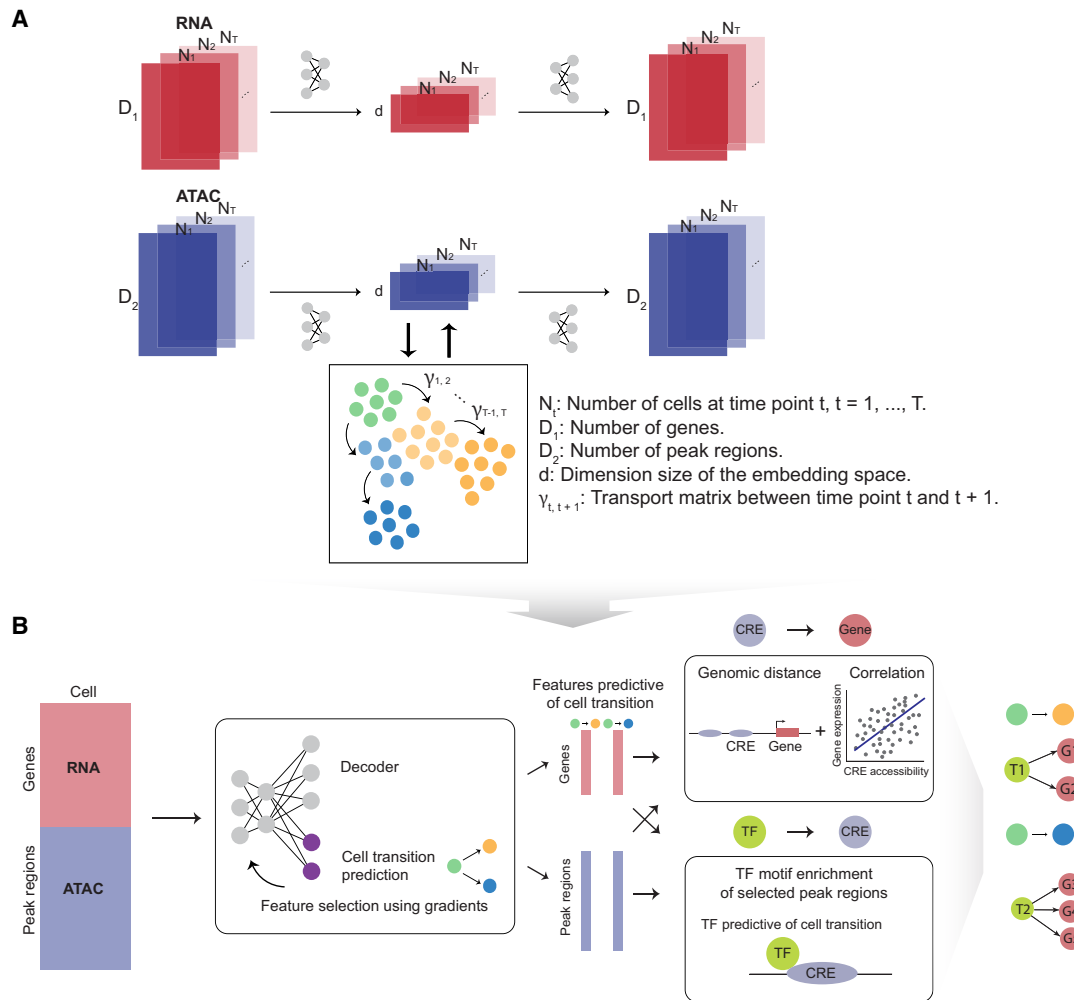 A
RNA
N1 N2 NT
D1
N1 N2 NT
d
N1 N2 NT
D1
ATAC
N1 N2 NT
D2
N1 N2 NT
d
N1 N2 NT
D2
γ1, 2
γT-1, T
Nt: Number of cells at time point t, t = 1, ..., T.
D1: Number of genes.
D2: Number of peak regions.
d: Dimension size of the embedding space.
γt, t + 1: Transport matrix between time point t and t + 1.
B
Cell
Genes
RNA
Peak regions
ATAC
Decoder
Cell transition
prediction
Feature selection using gradients
Features predictive
of cell transition
Genes
Peak regions
CRE
Gene
Genomic distance
Correlation
CRE
Gene
+
Gene expression
CRE accessibility
TF
CRE
TF motif enrichment
of selected peak regions
TF predictive of cell transition
TF
CRE
T1
G1
G2
T2
G3
G4